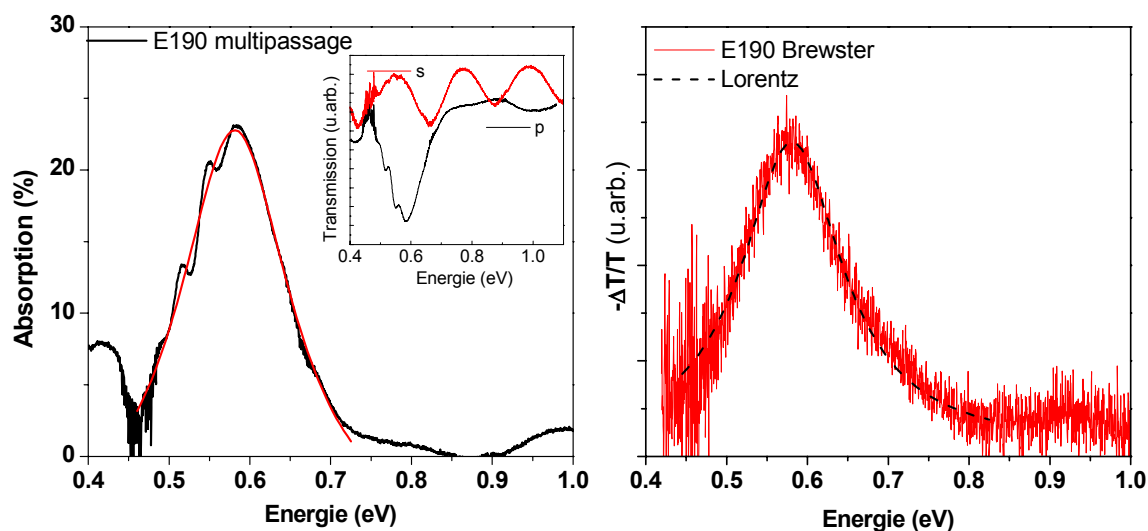 30
20
10
0
Absorption (%)
E190 multipassage
0.4 0.5 0.6 0.7 0.8 0.9 1.0
Energie (eV)
Transmission (u.arb.)
s
p
0.4 0.6 0.8 1.0
Energie (eV)
-ΔT/T (u.arb.)
E190 Brewster
Lorentz
0.4 0.5 0.6 0.7 0.8 0.9 1.0
Energie (eV)